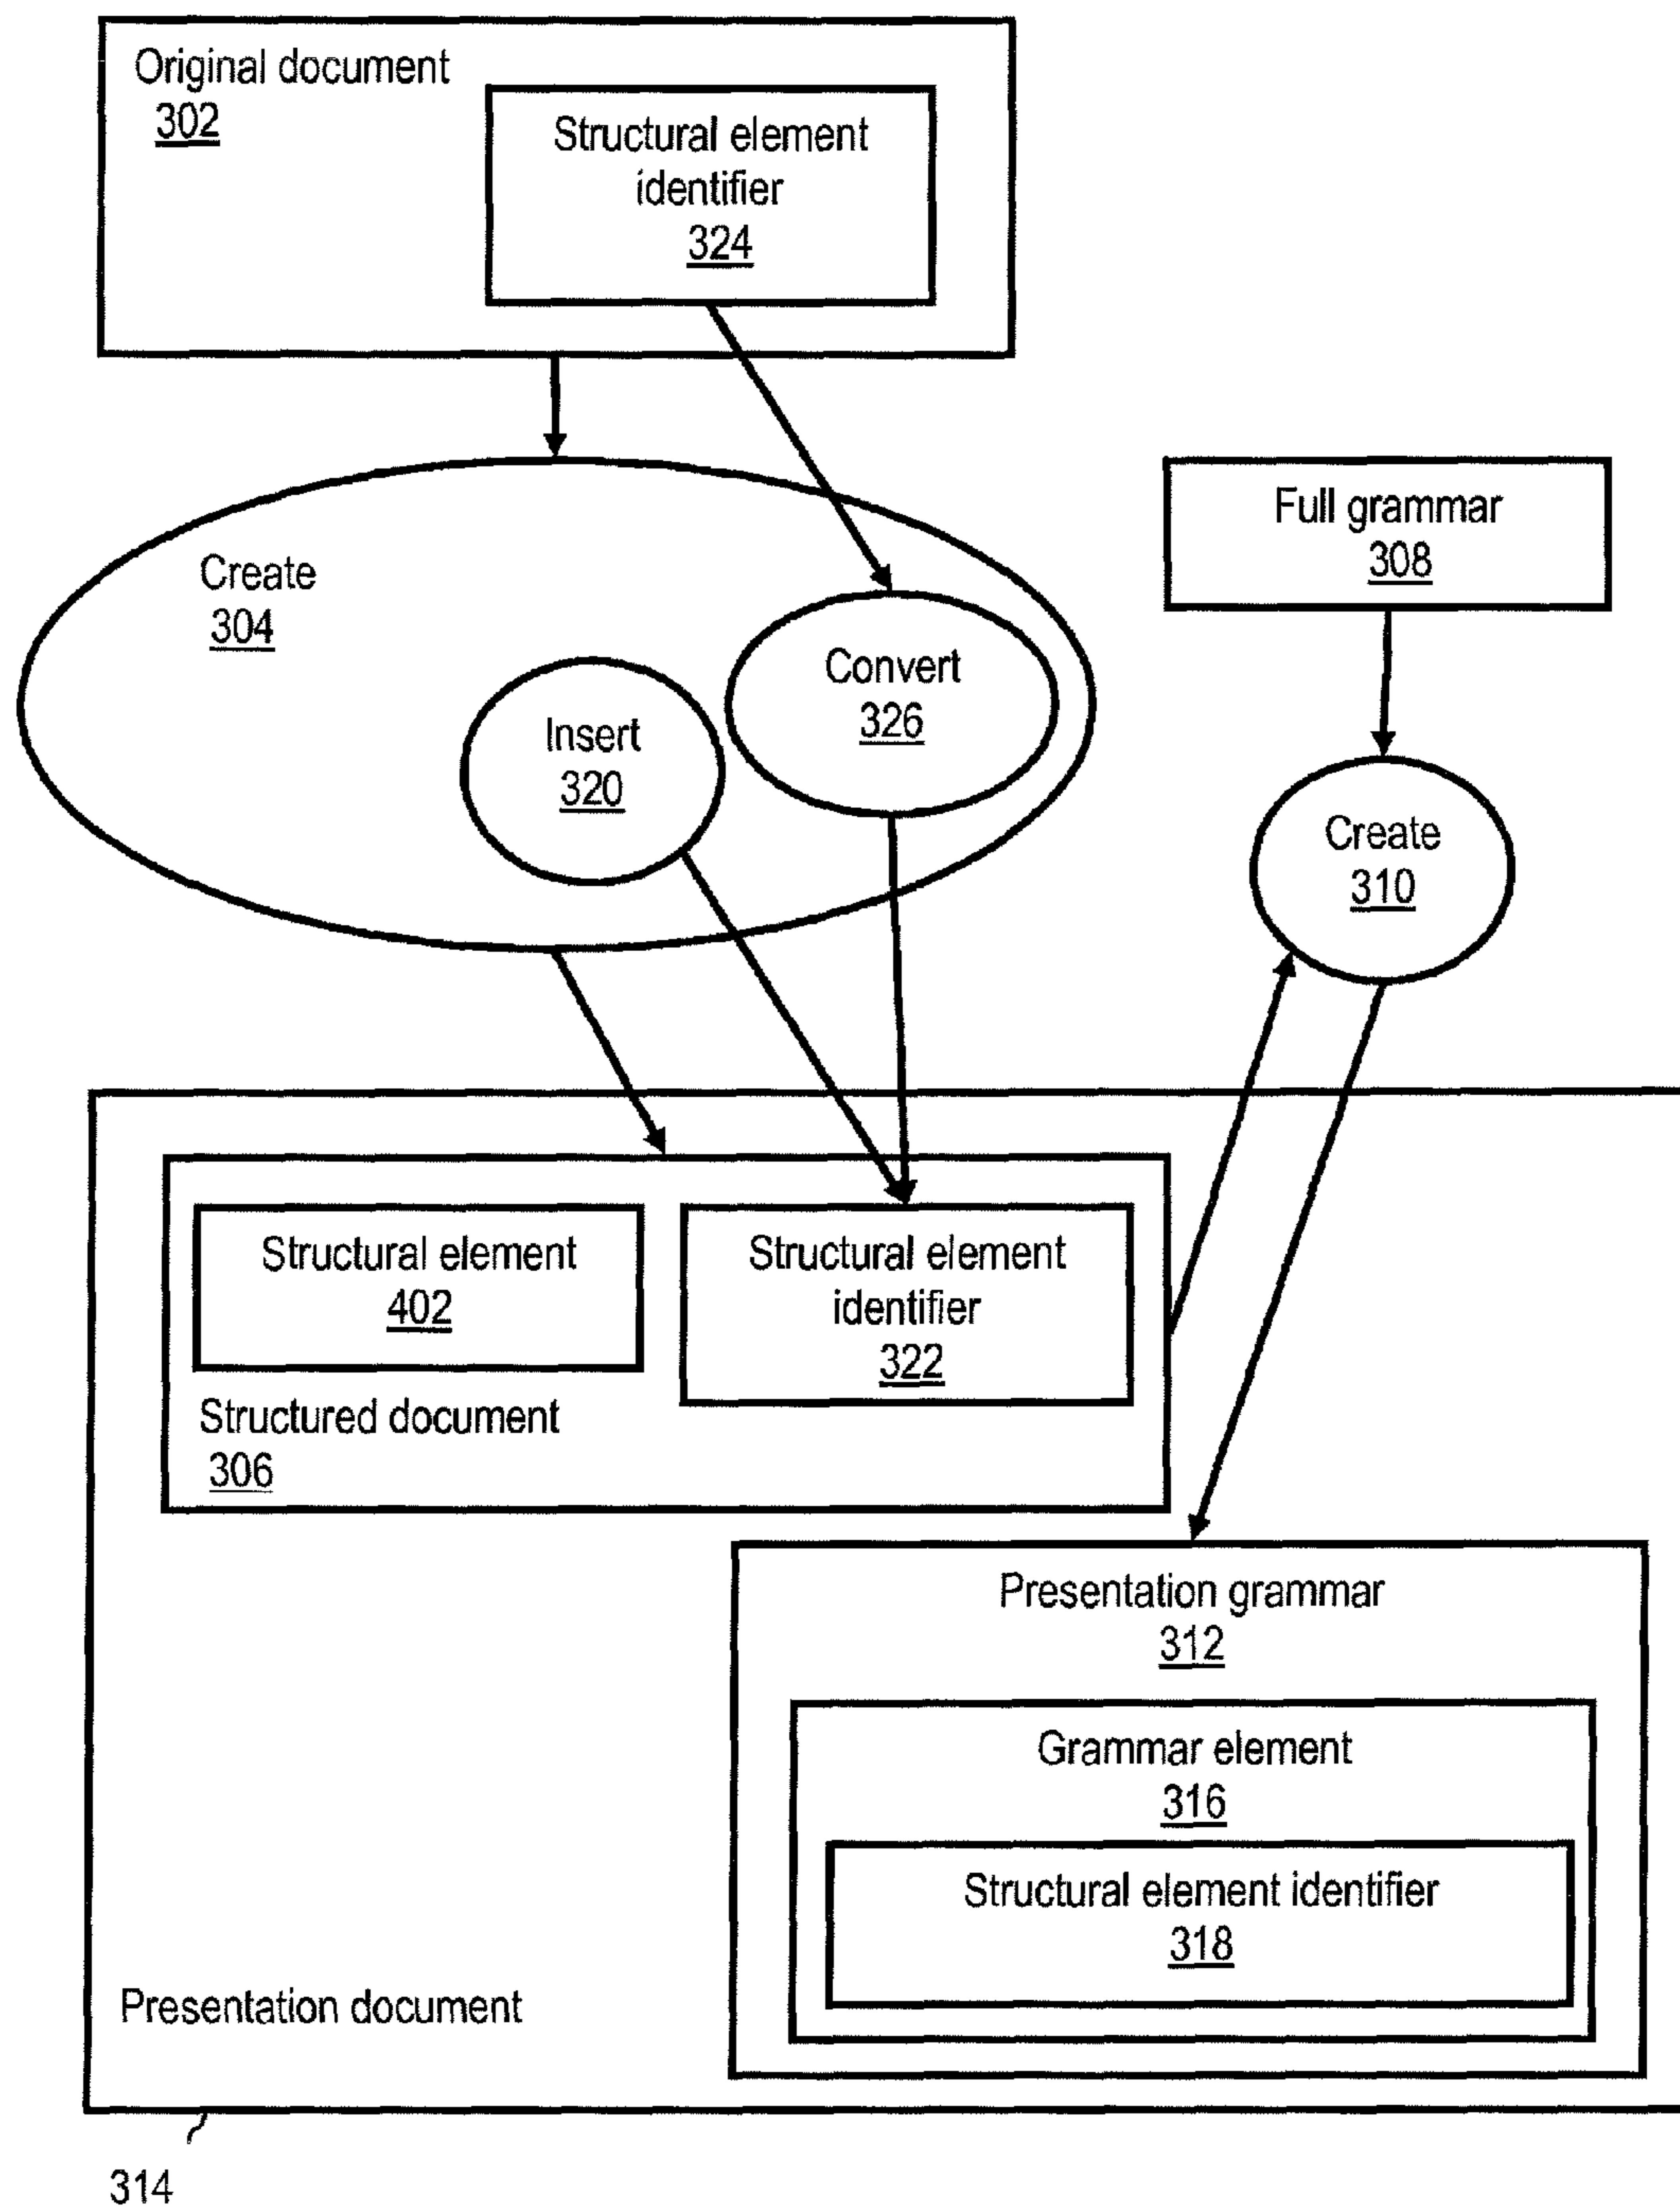 Original document
302
Structural element
identifier
324
Full grammar
308
Create
304
Convert
326
Insert
320
Create
310
Structural element
402
Structural element
identifier
322
Structured document
306
Presentation grammar
312
Grammar element
316
Structural element identifier
318
Presentation document
314